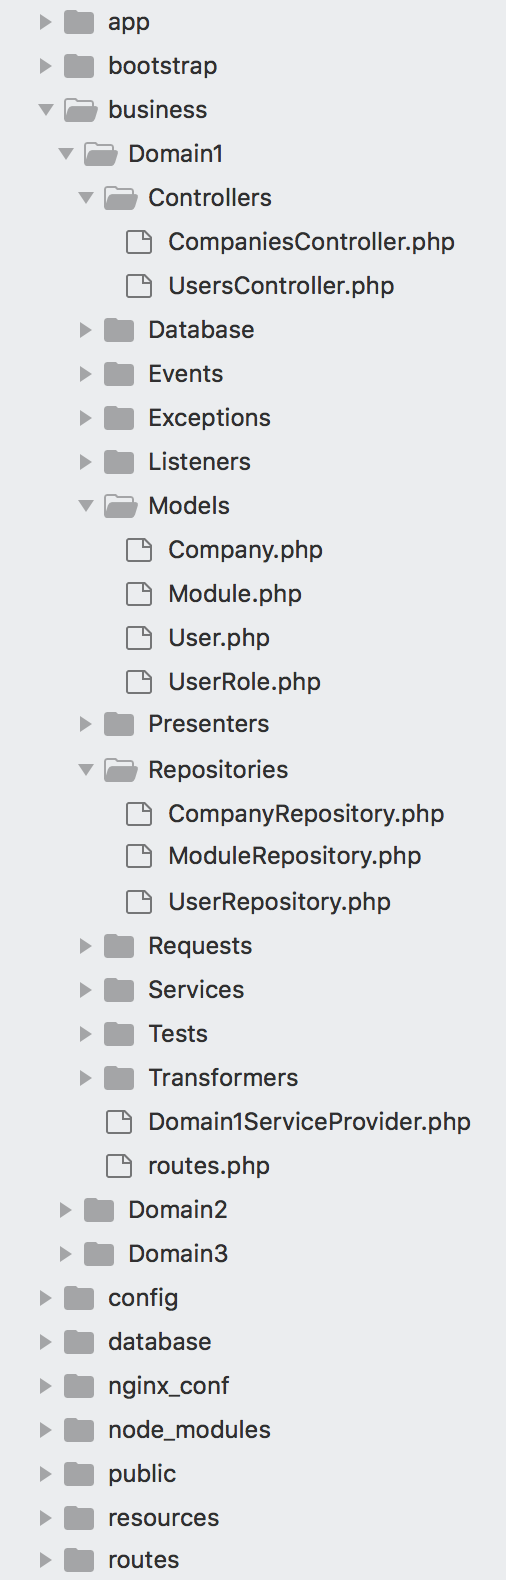 app
bootstrap
business
Domain1
Controllers
CompaniesController.php
UsersController.php
Database
Events
Exceptions
Listeners
Models
Company.php
Module.php
User.php
UserRole.php
Presenters
Repositories
CompanyRepository.php
ModuleRepository.php
UserRepository.php
Requests
Services
Tests
Transformers
Domain1ServiceProvider.php
routes.php
Domain2
Domain3
config
database
nginx_conf
node_modules
public
resources
routes